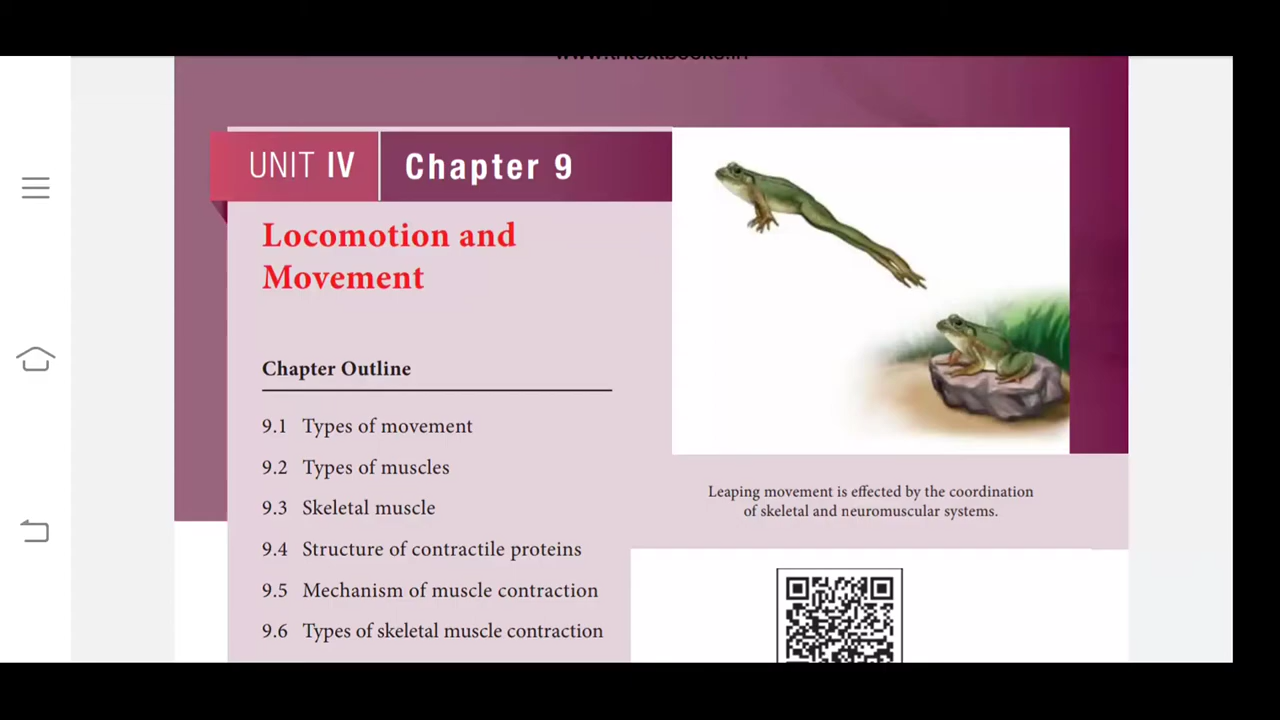 UNIT IV Chapter 9
Locomotion and
Movement
Chapter Outline
9.1 Types of movement
9.2 Types of muscles
9.3 Skeletal muscle
9.4 Structure of contractile proteins
9.5 Mechanism of muscle contraction
9.6 Types of skeletal muscle contraction
Leaping movement is effected by the coordination
of skeletal and neuromuscular systems.